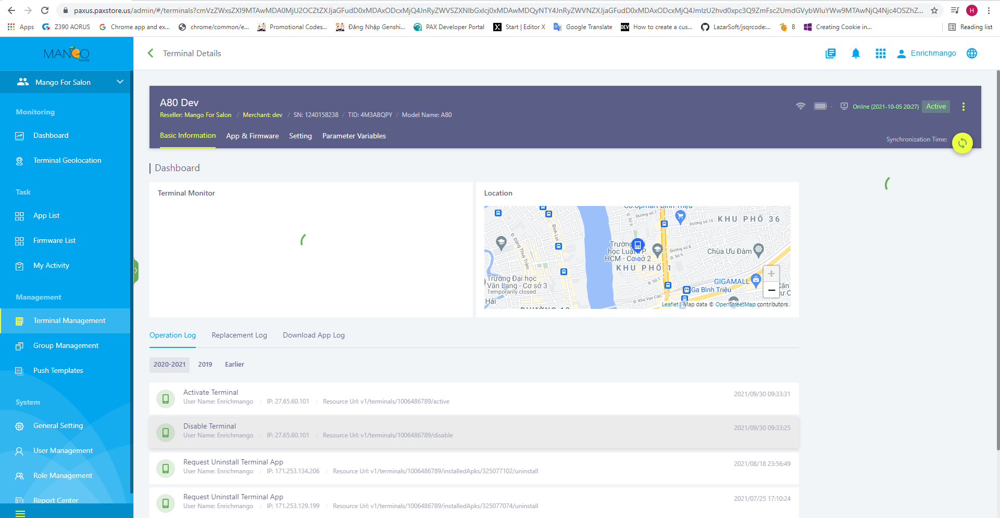 paxus.paxstore.us/admin/#/terminals?cmVzZWxsZXI9MTAwMDA0MjU2OCZtZXJjaGFudD0xMDAxODcxMjQ4JnRyZWVSZXNlbGxlcj0xMDAwMDQyNTY4JnRyZWVNZXJjaGFudD0xMDAxODcxMjQ4JmlzU2hvd0xpc3Q9ZmFsc2UmdGVybWluYWw9MTAwNjQ4Njc4OSZhZ...
H
Apps
Z390 AORUS
Chrome app and ex...
chrome/common/e...
Promotional Codes...
Đăng Nhập Genshi...
PAX Developer Portal
Start | Editor X
Google Translate
DEV How to create a cus...
LazarSoft/jsqrcode:...
B
Creating Cookie in...
Reading list
MANGO
SALON
Terminal Details
Enrichmango
Mango For Salon
Monitoring
Dashboard
Terminal Geolocation
Task
App List
Firmware List
My Activity
Management
Terminal Management
Group Management
Push Templates
System
General Setting
User Management
Role Management
Report Center
A80 Dev
Reseller: Mango For Salon / Merchant: dev / SN: 1240158238 / TID: 4M3ABQPY / Model Name: A80
- Online (2021-10-05 20:27) Active
Basic Information App & Firmware Setting Parameter Variables
Synchronization Time:
Dashboard
Terminal Monitor
Location
Co.opmart Bình Triệu
Đường số 7
KHU PHỐ 36
Đường số 10
Đ. Số 9
Bình Lợi
Đ. Đặng Thuỳ Trâm
Trường Đại
học Luật TP.
HCM - Cơ sở 2
Đường số 8
Đ. Số 6
Chùa Ưu Đàm
KHU PHỐ 1
Đ. Số 1
Trường Đại học
Văn Lang - Cơ sở 3
Temporarily closed
GIGAMALL
Ga Bình Triệu
Đ. Kha Vạn Cân
Hải
PHƯỜNG 13
+
−
Leaflet | Map data © OpenStreetMap contributors
Operation Log Replacement Log Download App Log
2020-2021 2019 Earlier
Activate Terminal
2021/09/30 09:33:31
User Name: Enrichmango / IP: 27.65.60.101 / Resource Url: v1/terminals/1006486789/active
Disable Terminal
2021/09/30 09:33:25
User Name: Enrichmango / IP: 27.65.60.101 / Resource Url: v1/terminals/1006486789/disable
Request Uninstall Terminal App
2021/08/18 23:56:49
User Name: Enrichmango / IP: 171.253.134.206 / Resource Url: v1/terminals/1006486789/installedApks/325077102/uninstall
Request Uninstall Terminal App
2021/07/25 17:10:24
User Name: Enrichmango / IP: 171.253.129.199 / Resource Url: v1/terminals/1006486789/installedApks/325077074/uninstall